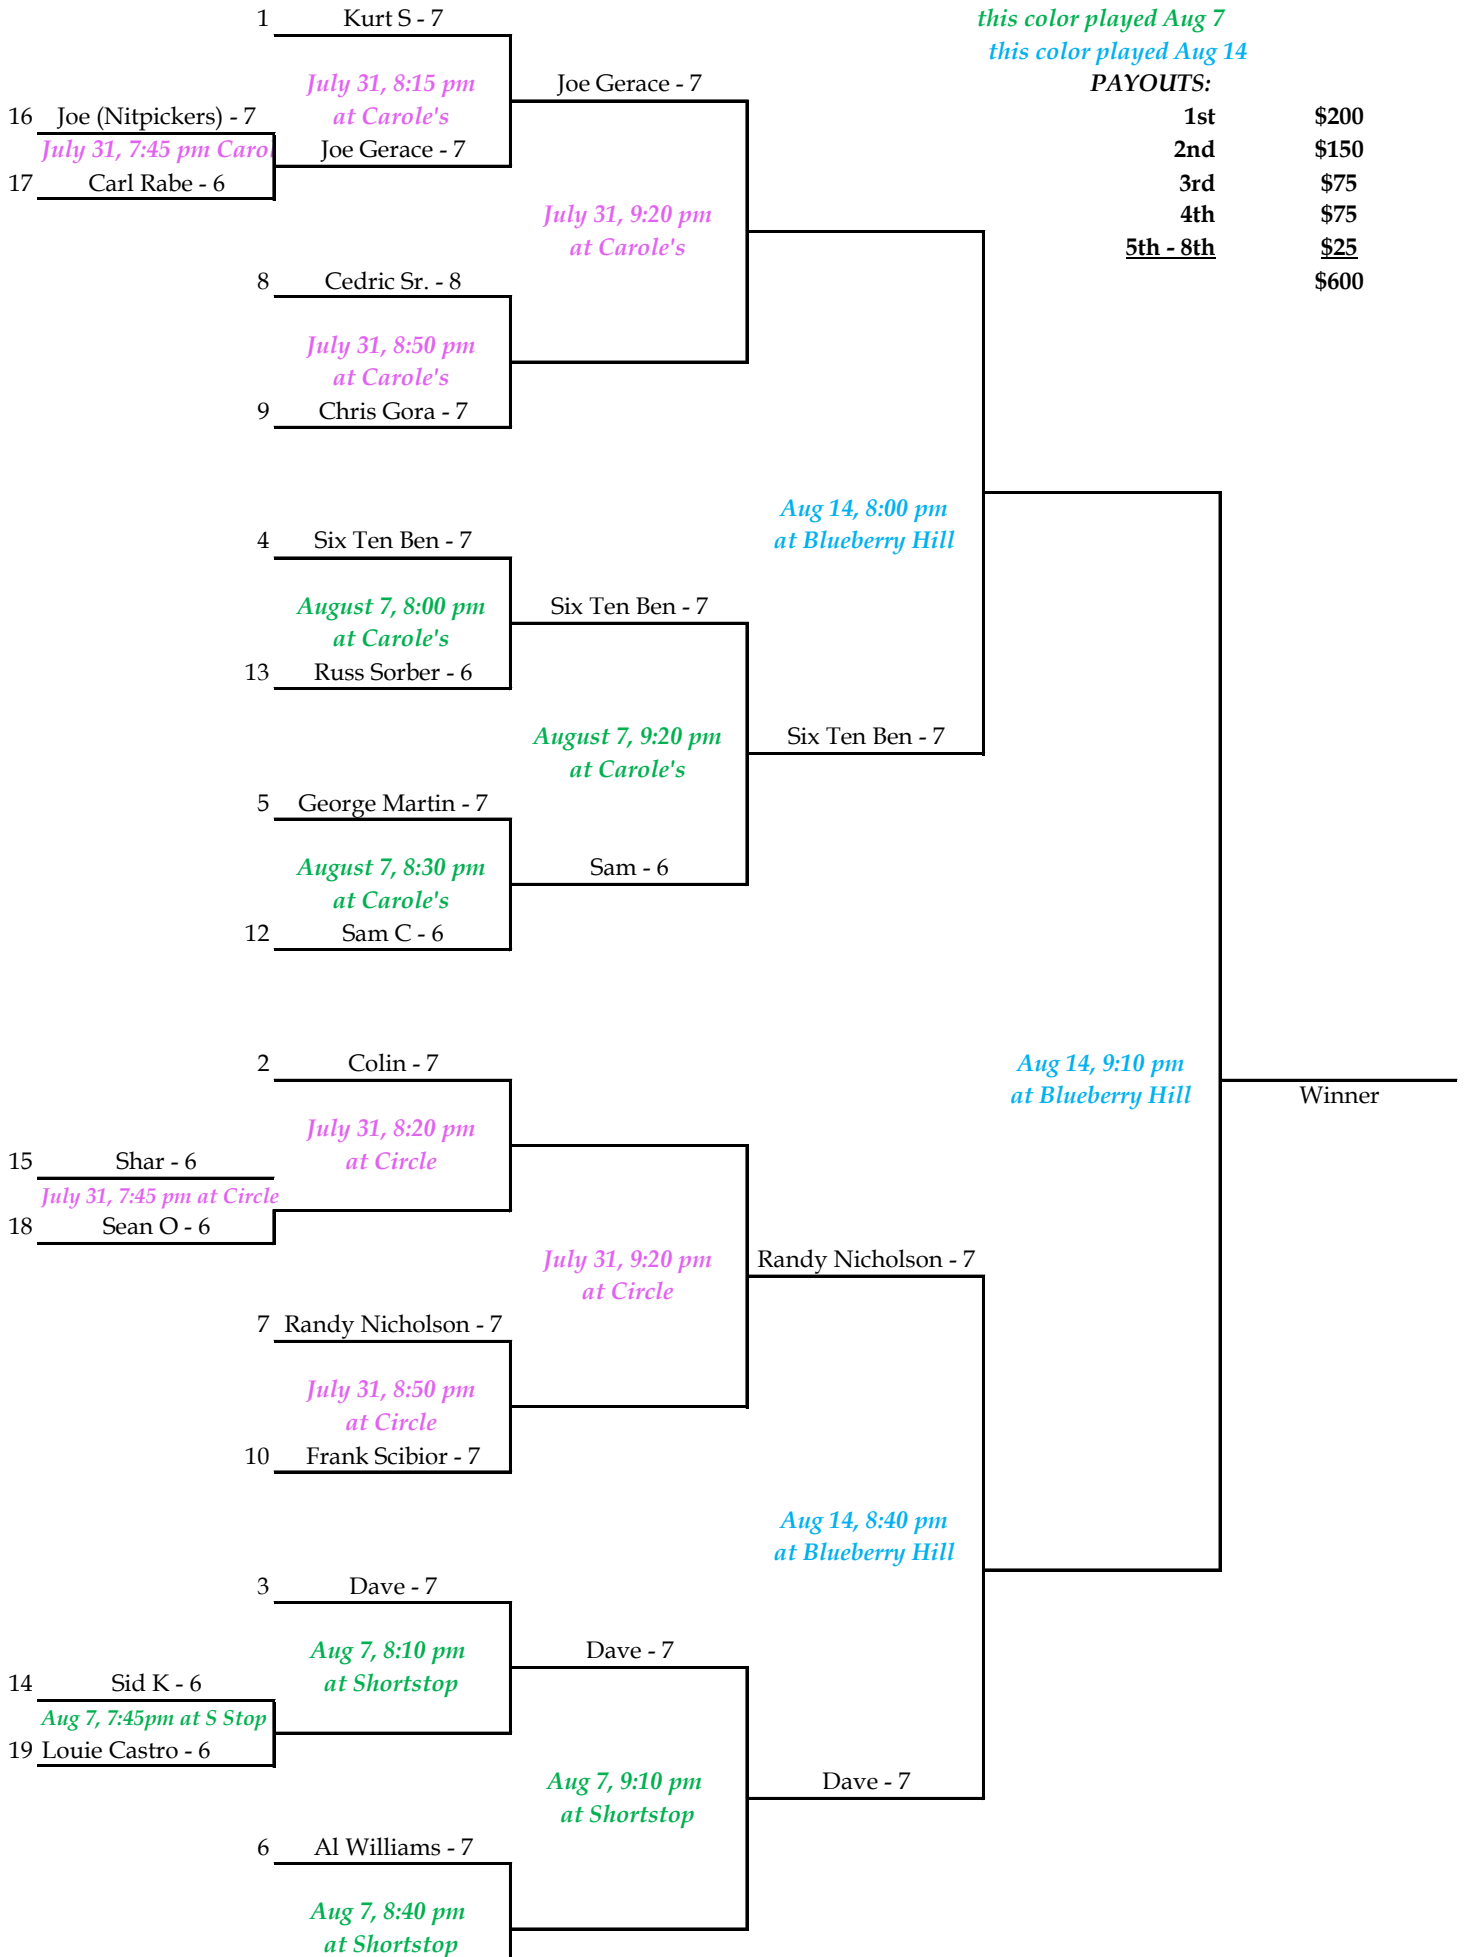 1 Kurt S - 7
this color played Aug 7
this color played Aug 14
July 31, 8:15 pm
Joe Gerace - 7
PAYOUTS:
16 Joe (Nitpickers) - 7
at Carole's
1st $200
July 31, 7:45 pm Carol
Joe Gerace - 7
2nd $150
17 Carl Rabe - 6
3rd $75
July 31, 9:20 pm
4th $75
at Carole's
5th - 8th $25
8 Cedric Sr. - 8
$600
July 31, 8:50 pm
at Carole's
9 Chris Gora - 7
Aug 14, 8:00 pm
4 Six Ten Ben - 7
at Blueberry Hill
August 7, 8:00 pm
Six Ten Ben - 7
at Carole's
13 Russ Sorber - 6
August 7, 9:20 pm
Six Ten Ben - 7
at Carole's
5 George Martin - 7
August 7, 8:30 pm
Sam - 6
at Carole's
12 Sam C - 6
2 Colin - 7
Aug 14, 9:10 pm
at Blueberry Hill
Winner
July 31, 8:20 pm
15 Shar - 6
at Circle
July 31, 7:45 pm at Circle
18 Sean O - 6
July 31, 9:20 pm
Randy Nicholson - 7
at Circle
7 Randy Nicholson - 7
July 31, 8:50 pm
at Circle
10 Frank Scibior - 7
Aug 14, 8:40 pm
at Blueberry Hill
3 Dave - 7
Aug 7, 8:10 pm
Dave - 7
14 Sid K - 6
at Shortstop
Aug 7, 7:45pm at S Stop
19 Louie Castro - 6
Aug 7, 9:10 pm
Dave - 7
at Shortstop
6 Al Williams - 7
Aug 7, 8:40 pm
at Shortstop